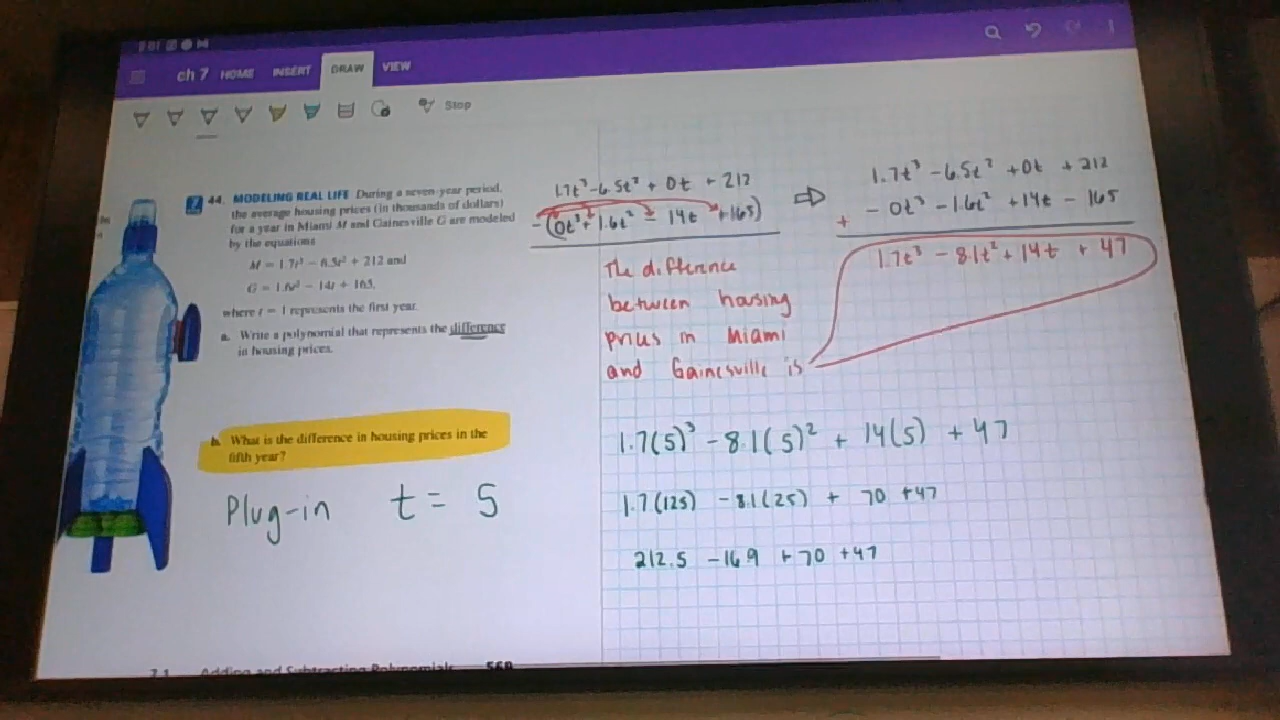 ch 7 HOME INSERT DRAW VIEW
Stop
44. MODELING REAL LIFE During a seven-year period,
the average housing prices (in thousands of dollars)
for a year in Miami M and Gainesville G are modeled
by the equations
M = 1.7t³ − 6.5t² + 212 and
G = 1.6t² − 14t + 165,
where t = 1 represents the first year.
a. Write a polynomial that represents the difference
in housing prices.
b. What is the difference in housing prices in the
fifth year?
Plug-in t = 5
1.7t³ -6.5t² + 0t + 212
-(0t³ + 1.6t² - 14t +165)
⇨
1.7t³ -6.5t² +0t +212
+ - 0t³ -1.6t² +14t - 165
1.7t³ - 8.1t² + 14t + 47
The difference
between housing
in Miami
and Gainesville is
1.7(5)³ -8.1(5)² + 14(5) +47
1.7(125) -8.1(25) + 70 +47
212.5 -169 +70 +47
7.1 Adding and Subtracting Polynomials